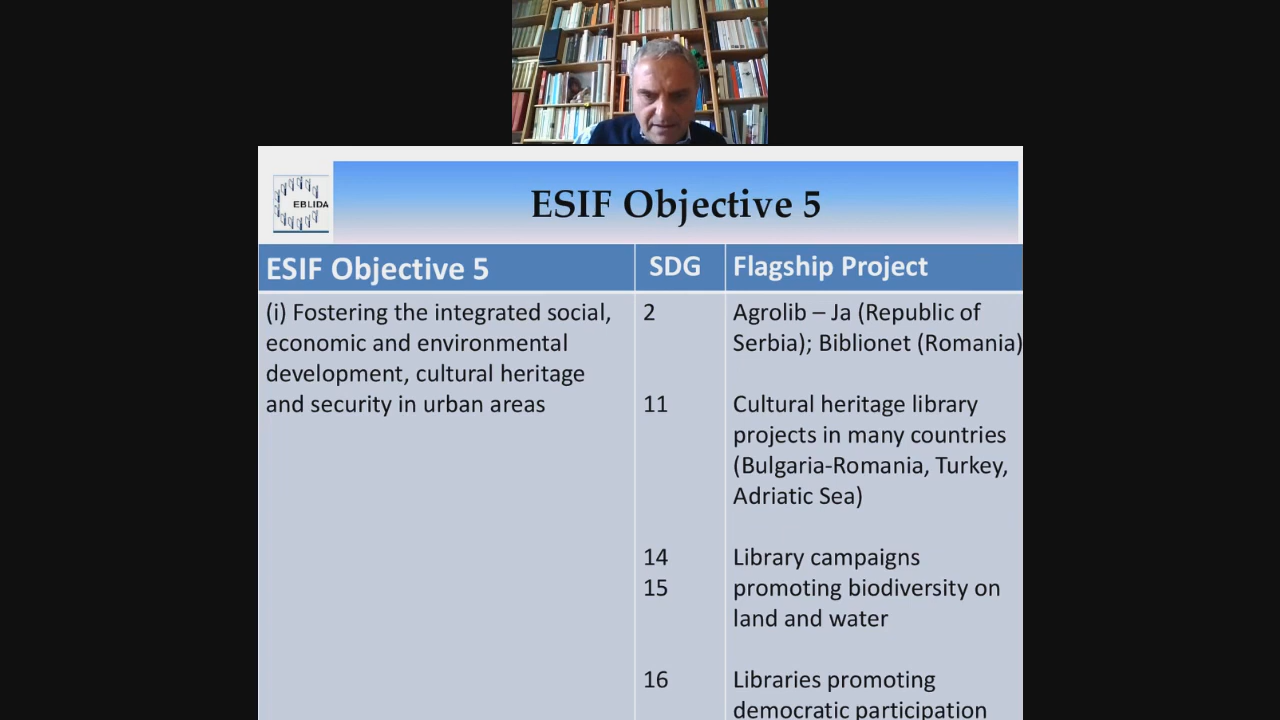 EBLIDA
ESIF Objective 5
ESIF Objective 5
SDG
Flagship Project
(i) Fostering the integrated social,
economic and environmental
development, cultural heritage
and security in urban areas
2
Agrolib – Ja (Republic of
Serbia); Biblionet (Romania)
11
Cultural heritage library
projects in many countries
(Bulgaria-Romania, Turkey,
Adriatic Sea)
14
Library campaigns
15
promoting biodiversity on
land and water
16
Libraries promoting
democratic participation